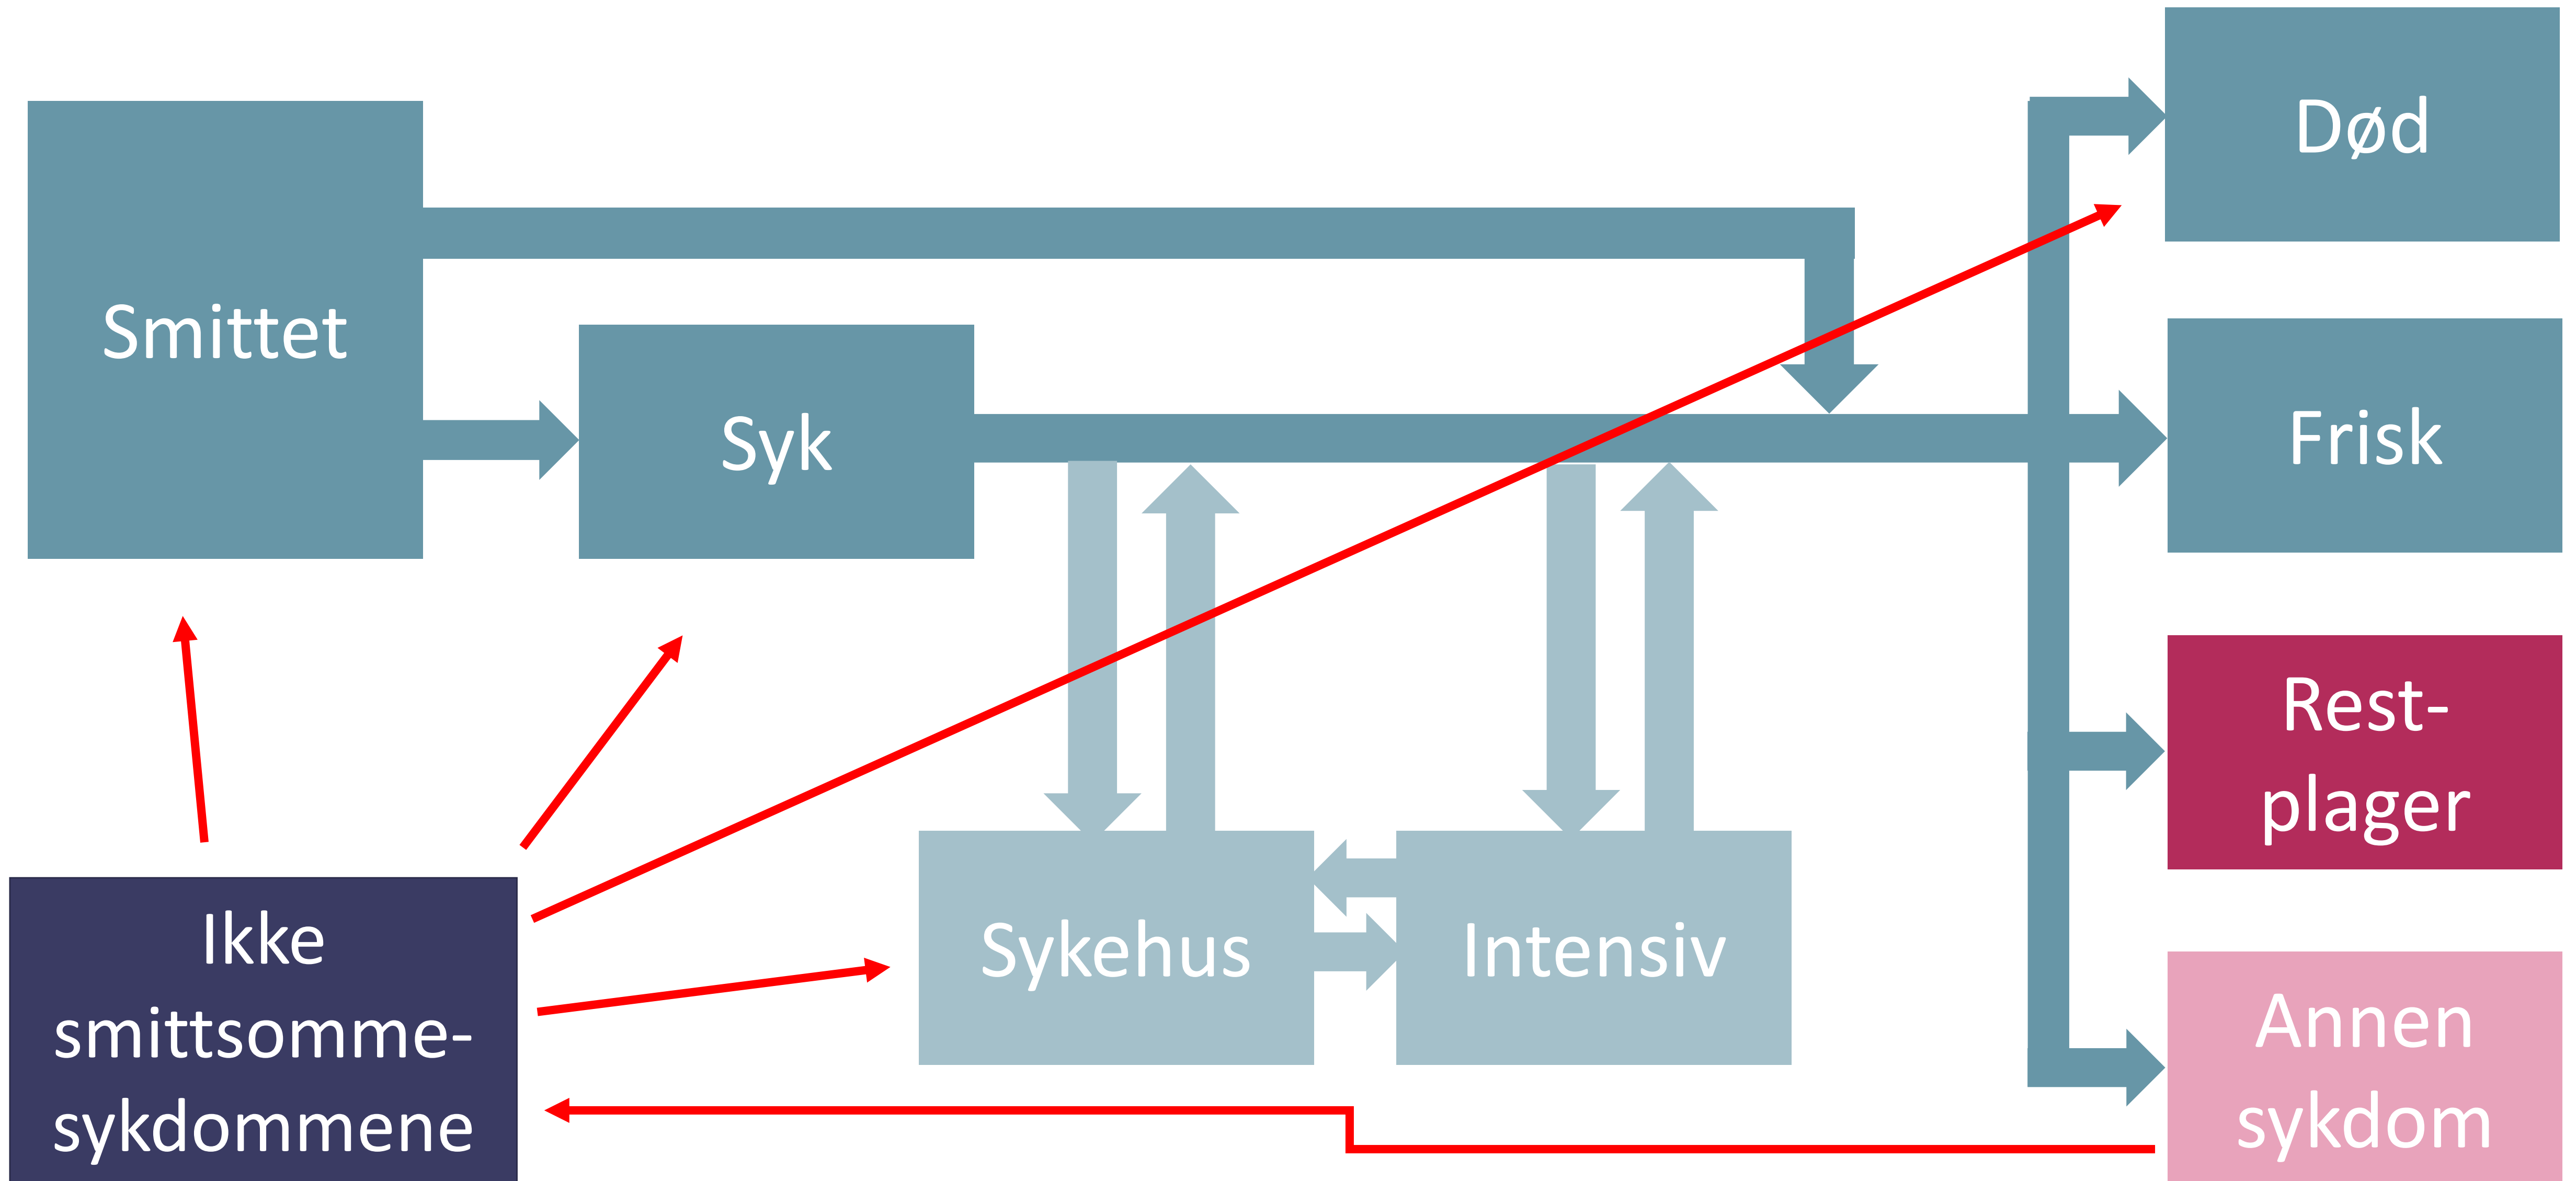 Død
Smittet
Syk
Frisk
Rest-
plager
Ikke
smittsomme-
sykdommene
Sykehus
Intensiv
Annen
sykdom